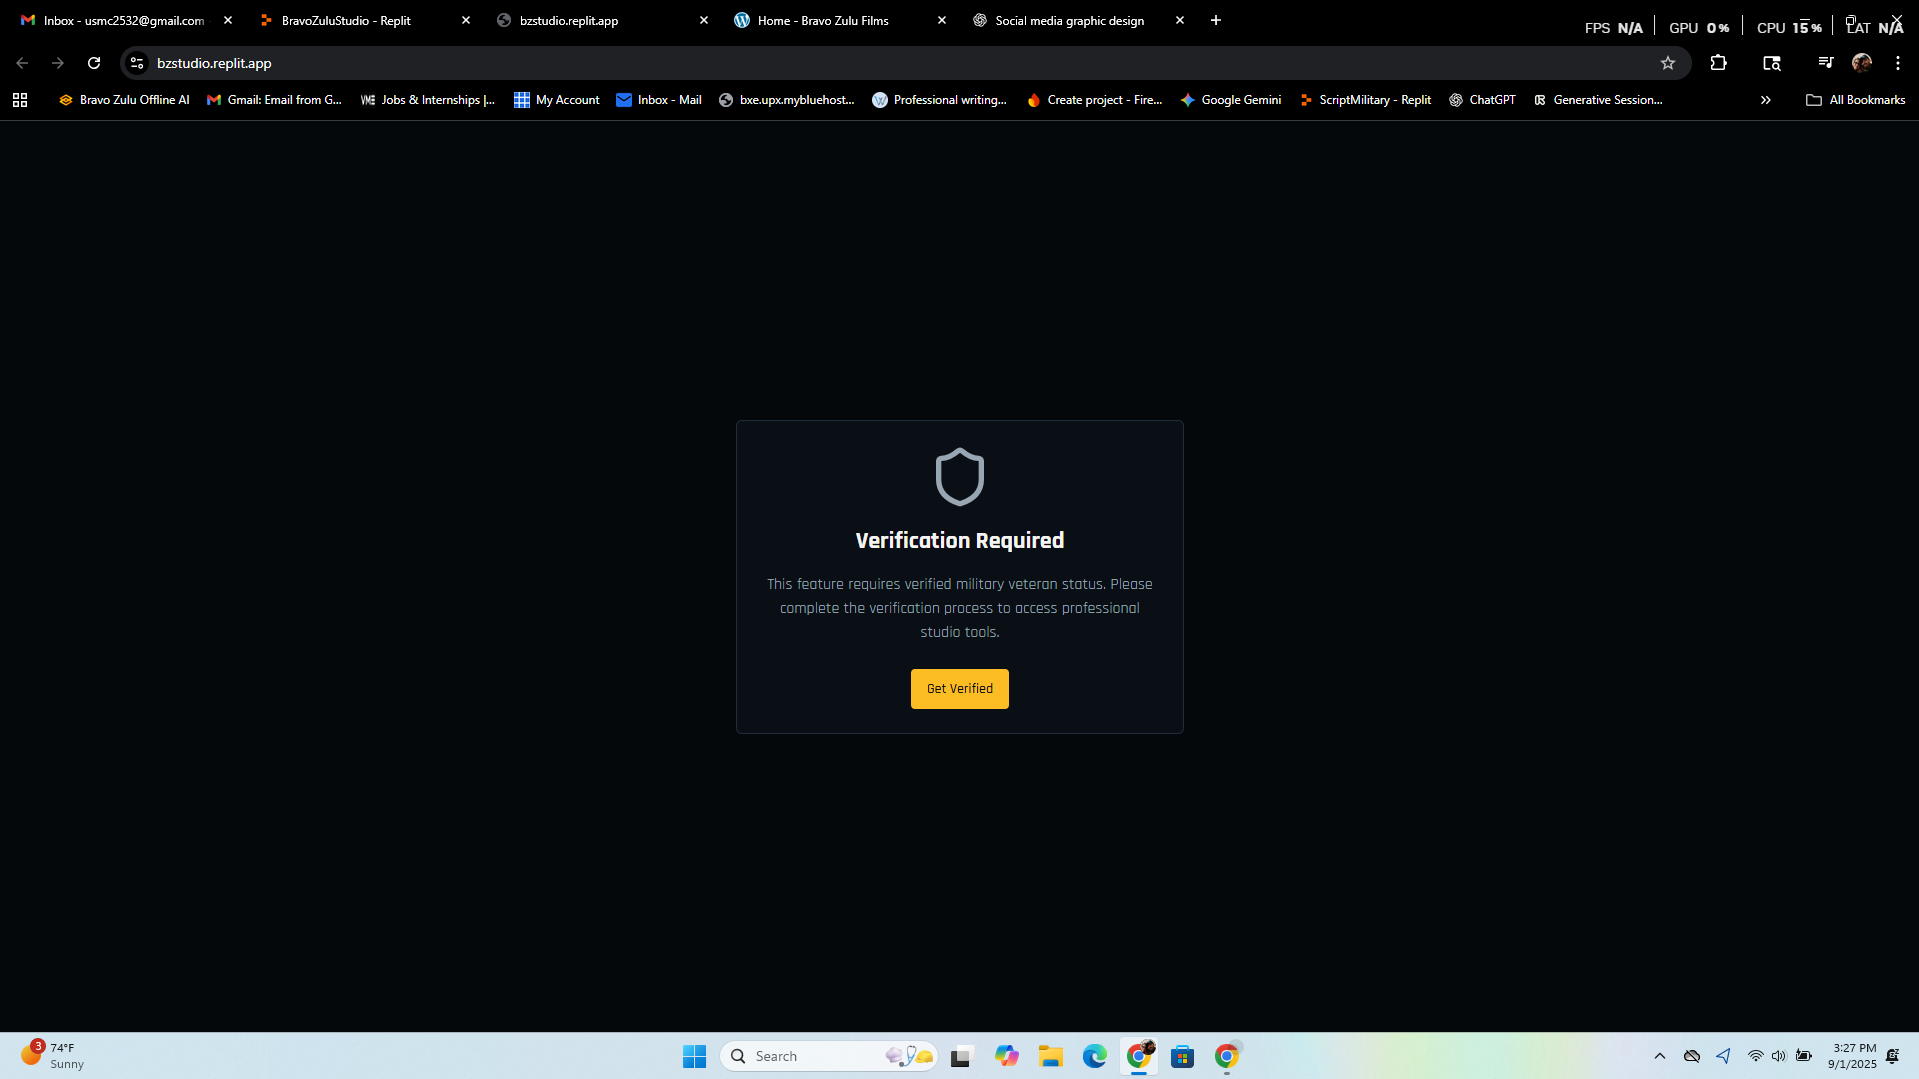 Inbox - usmc2532@gmail.com
BravoZuluStudio - Replit
bzstudio.replit.app
Home - Bravo Zulu Films
Social media graphic design
FPS N/A GPU 0% CPU 15% LAT N/A
bzstudio.replit.app
Bravo Zulu Offline AI
Gmail: Email from G...
Jobs & Internships |...
My Account
Inbox - Mail
bxe.upx.mybluehost...
Professional writing...
Create project - Fire...
Google Gemini
ScriptMilitary - Replit
ChatGPT
Generative Session...
All Bookmarks
Verification Required
This feature requires verified military veteran status. Please
complete the verification process to access professional
studio tools.
Get Verified
3
74°F
Sunny
Search
3:27 PM
9/1/2025